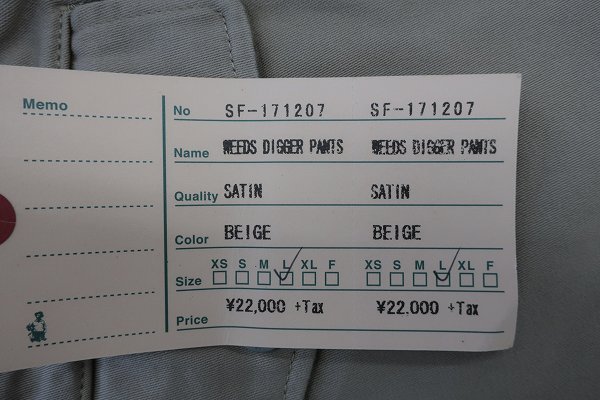 Memo
No SF-171207 SF-171207
Name WEEDS DIGGER PANTS WEEDS DIGGER PANTS
Quality SATIN SATIN
Color BEIGE BEIGE
XS S M L XL F XS S M L XL F
Size
Price ¥22,000 +Tax ¥22,000 +Tax